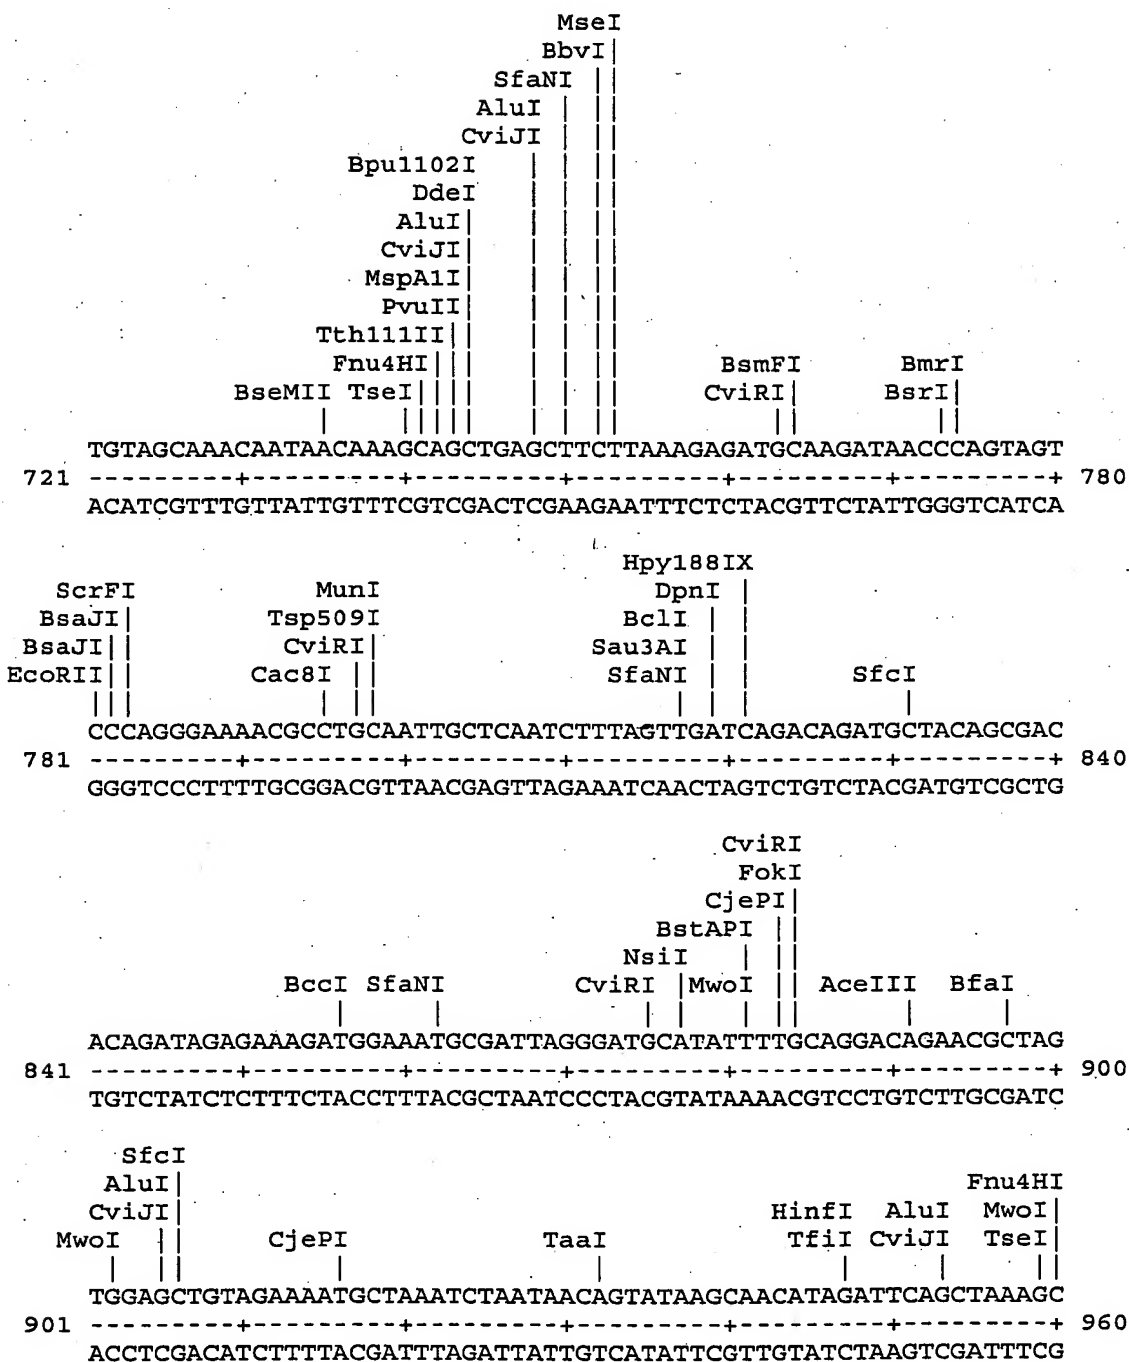 MseI
BbvI
SfaNI
AluI
CviJI
Bpu1102I
DdeI
AluI
CviJI
MspA1I
PvuII
Tth111II
Fnu4HI BsmFI BmrI
BseMII TseI CviRI BsrI
TGTAGCAAACAATAACAAAGCAGCTGAGCTTCTTAAAGAGATGCAAGATAACCCAGTAGT
721 ---------+---------+---------+---------+---------+---------+ 780
ACATCGTTTGTTATTGTTTCGTCGACTCGAAGAATTTCTCTACGTTCTATTGGGTCATCA
Hpy188IX
ScrFI MunI DpnI
BsaJI Tsp509I BclI
BsaJI CviRI Sau3AI
EcoRII Cac8I SfaNI SfcI
CCCAGGGAAAACGCCTGCAATTGCTCAATCTTTAGTTGATCAGACAGATGCTACAGCGAC
781 ---------+---------+---------+---------+---------+---------+ 840
GGGTCCCTTTTGCGGACGTTAACGAGTTAGAAATCAACTAGTCTGTCTACGATGTCGCTG
CviRI
FokI
CjePI
BstAPI
NsiI
BccI SfaNI CviRI MwoI AceIII BfaI
ACAGATAGAGAAAGATGGAAATGCGATTAGGGATGCATATTTTGCAGGACAGAACGCTAG
841 ---------+---------+---------+---------+---------+---------+ 900
TGTCTATCTCTTTCTACCTTTACGCTAATCCCTACGTATAAAACGTCCTGTCTTGCGATC
SfcI
AluI Fnu4HI
CviJI HinfI AluI MwoI
MwoI CjePI TaaI TfiI CviJI TseI
TGGAGCTGTAGAAAATGCTAAATCTAATAACAGTATAAGCAACATAGATTCAGCTAAAGC
901 ---------+---------+---------+---------+---------+---------+ 960
ACCTCGACATCTTTTACGATTTAGATTATTGTCATATTCGTTGTATCTAAGTCGATTTCG